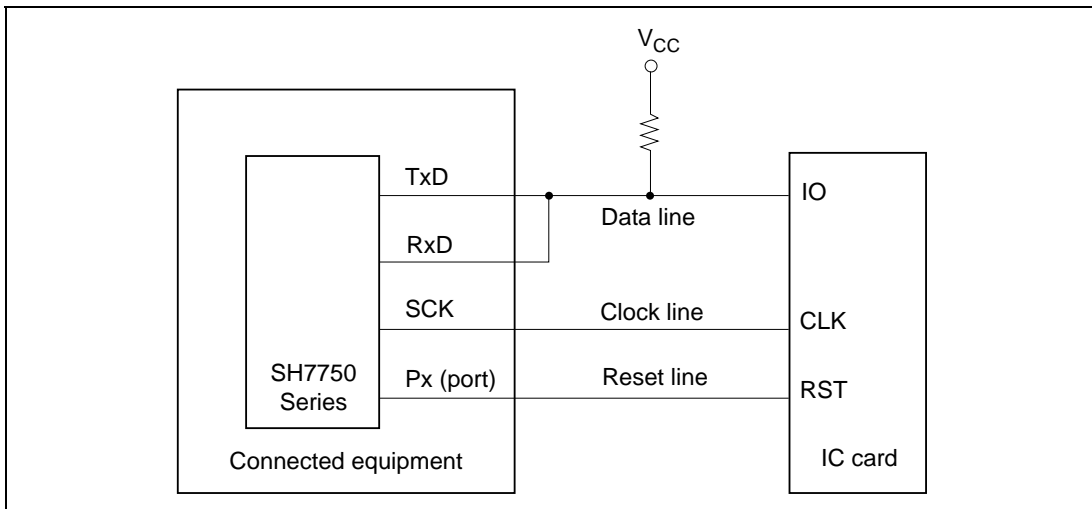 VCC
TxD
IO
Data line
RxD
SCK
Clock line
CLK
SH7750
Series
Px (port)
Reset line
RST
Connected equipment
IC card